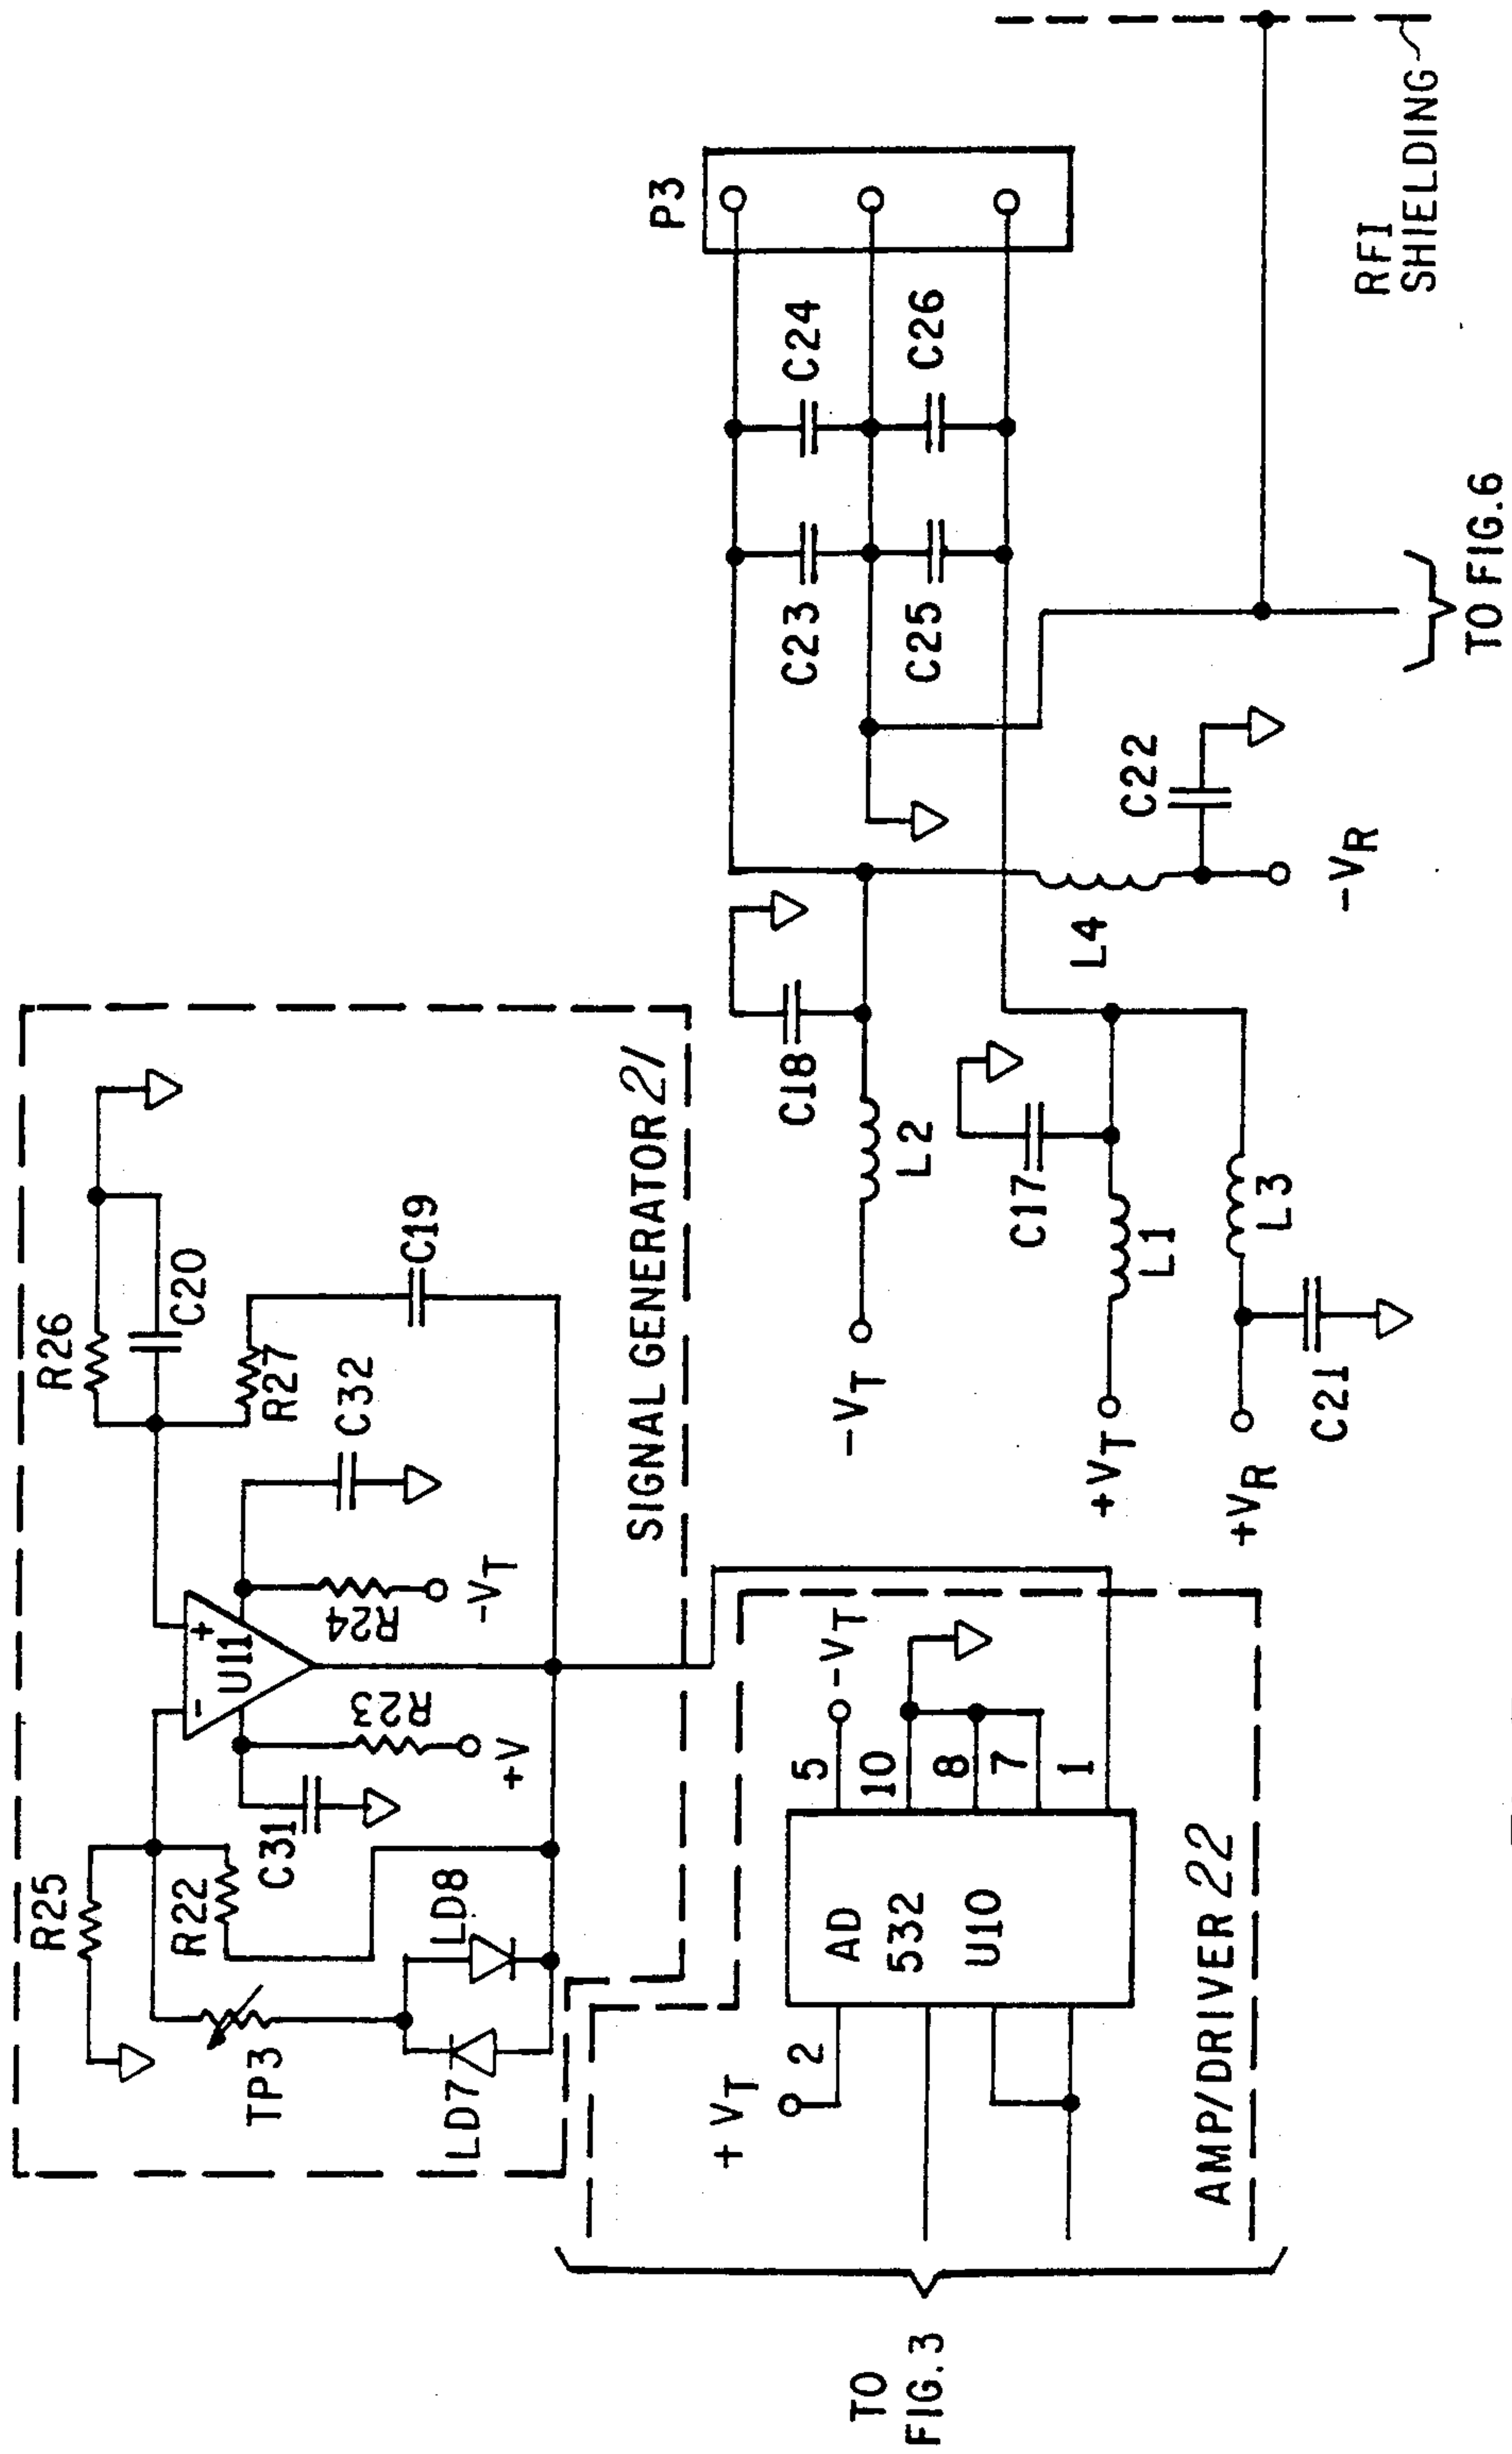 R25
R22
TP3
LD7
LD8
C31
R23
+V
U11
-
+
R24
-VT
C32
R26
C20
R27
C19
SIGNAL GENERATOR 21
TO
FIG.3
+VT
2
AD
532
U10
5
10
8
7
1
-VT
AMP/DRIVER 22
-VT
L2
C18
+VT
L1
C17
+VR
C21
L3
L4
C22
-VR
C23
C24
C25
C26
P3
TO FIG.6
RFI
SHIELDING